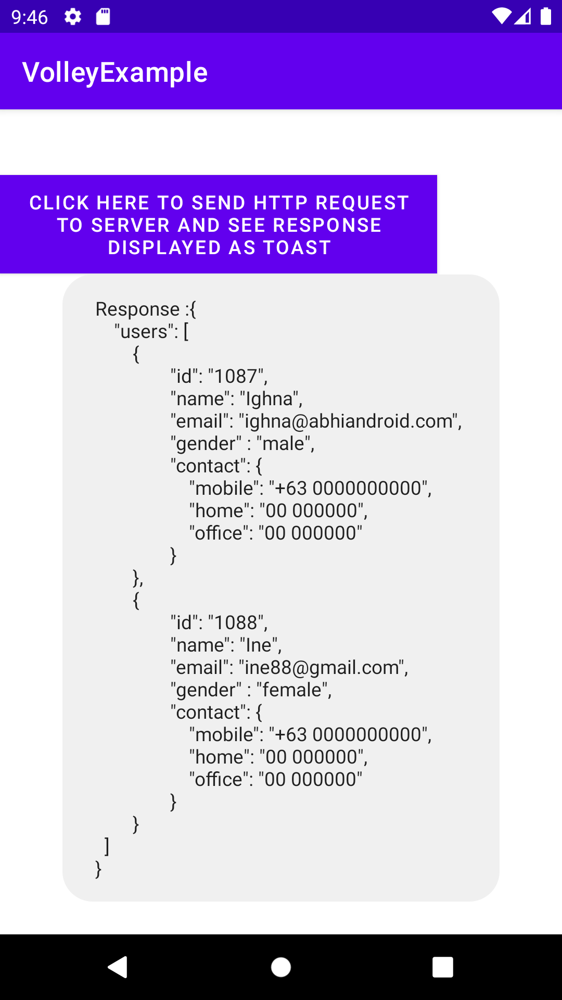 9:46
VolleyExample
CLICK HERE TO SEND HTTP REQUEST
TO SERVER AND SEE RESPONSE
DISPLAYED AS TOAST
Response :{
"users": [
{
"id": "1087",
"name": "Ighna",
"email": "ighna@abhiandroid.com",
"gender" : "male",
"contact": {
"mobile": "+63 0000000000",
"home": "00 000000",
"office": "00 000000"
}
},
{
"id": "1088",
"name": "Ine",
"email": "ine88@gmail.com",
"gender" : "female",
"contact": {
"mobile": "+63 0000000000",
"home": "00 000000",
"office": "00 000000"
}
}
]
}